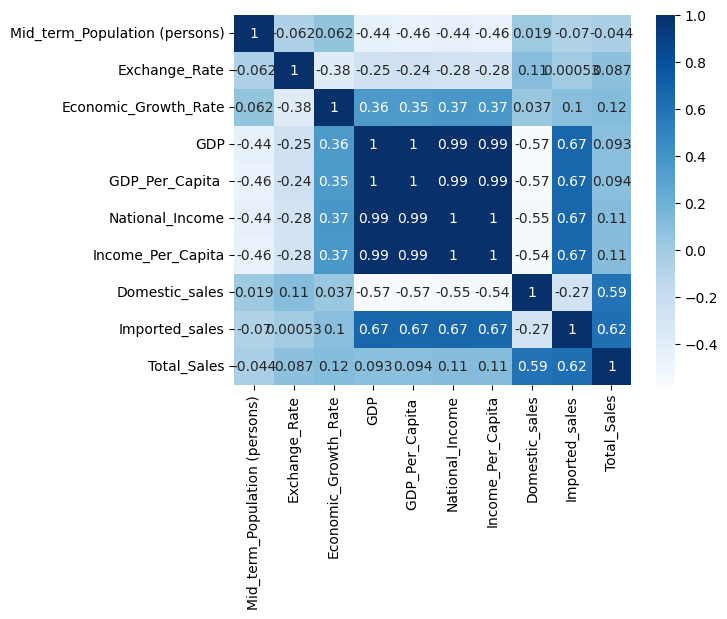 Mid_term_Population (persons) 1 -0.062 0.062 -0.44 -0.46 -0.44 -0.46 0.019 -0.07 -0.044
Exchange_Rate -0.062 1 -0.38 -0.25 -0.24 -0.28 -0.28 0.11 0.00053 0.087
Economic_Growth_Rate 0.062 -0.38 1 0.36 0.35 0.37 0.37 0.037 0.1 0.12
GDP -0.44 -0.25 0.36 1 1 0.99 0.99 -0.57 0.67 0.093
GDP_Per_Capita -0.46 -0.24 0.35 1 1 0.99 0.99 -0.57 0.67 0.094
National_Income -0.44 -0.28 0.37 0.99 0.99 1 1 -0.55 0.67 0.11
Income_Per_Capita -0.46 -0.28 0.37 0.99 0.99 1 1 -0.54 0.67 0.11
Domestic_sales 0.019 0.11 0.037 -0.57 -0.57 -0.55 -0.54 1 -0.27 0.59
Imported_sales -0.07 0.00053 0.1 0.67 0.67 0.67 0.67 -0.27 1 0.62
Total_Sales -0.044 0.087 0.12 0.093 0.094 0.11 0.11 0.59 0.62 1
Mid_term_Population (persons)
Exchange_Rate
Economic_Growth_Rate
GDP
GDP_Per_Capita
National_Income
Income_Per_Capita
Domestic_sales
Imported_sales
Total_Sales
1.0
0.8
0.6
0.4
0.2
0.0
−0.2
−0.4